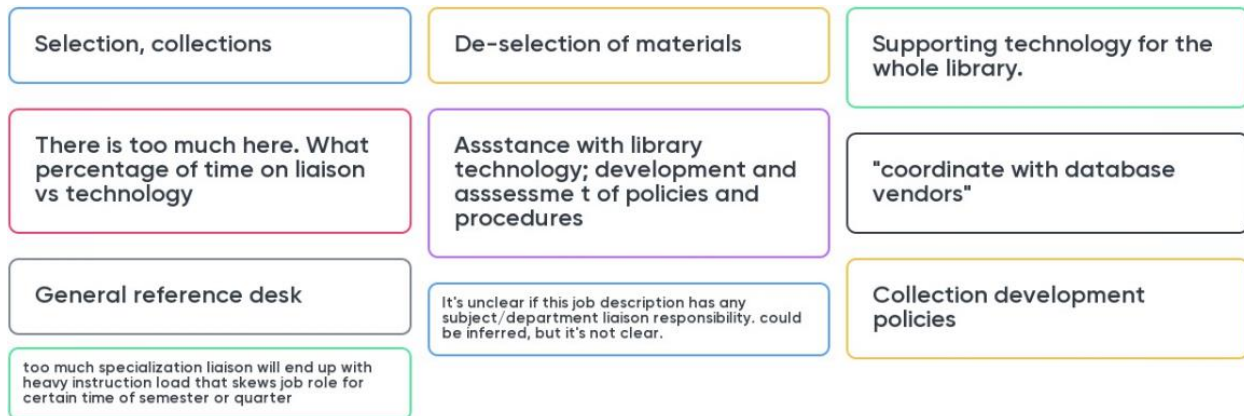 Selection, collections
De-selection of materials
Supporting technology for the
whole library.
There is too much here. What
percentage of time on liaison
vs technology
Assstance with library
technology; development and
asssessme t of policies and
procedures
"coordinate with database
vendors"
General reference desk
It's unclear if this job description has any
subject/department liaison responsibility. could
be inferred, but it's not clear.
Collection development
policies
too much specialization liaison will end up with
heavy instruction load that skews job role for
certain time of semester or quarter